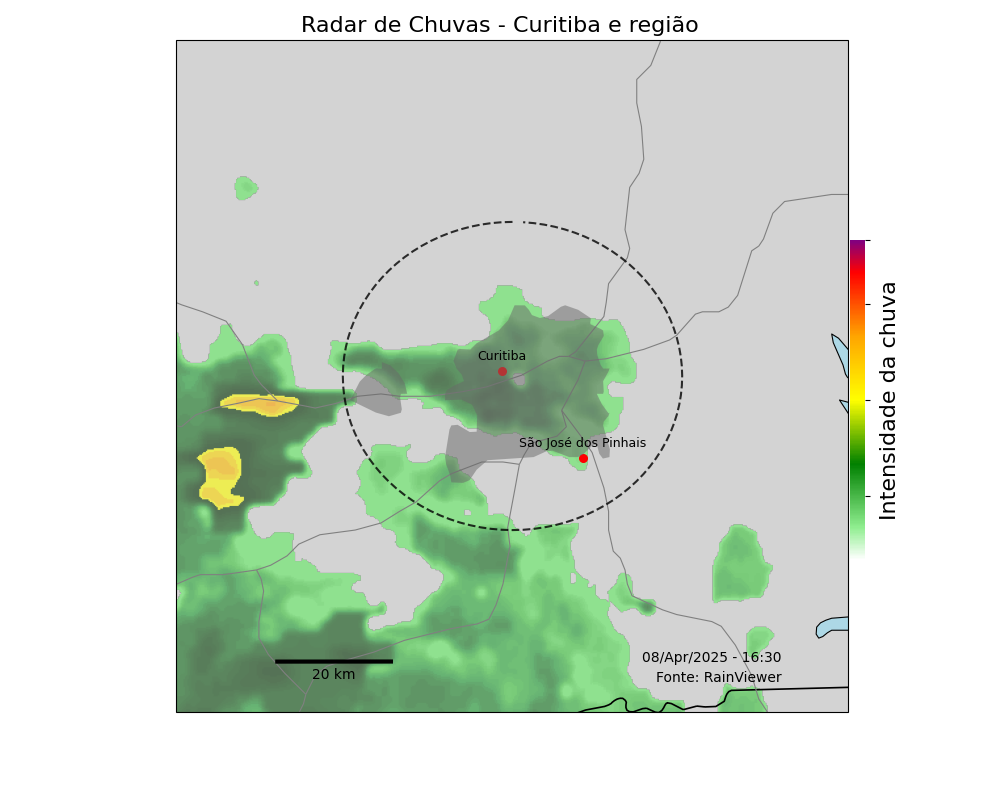 Radar de Chuvas - Curitiba e região
Curitiba
São José dos Pinhais
Intensidade da chuva
08/Apr/2025 - 16:30
Fonte: RainViewer
20 km